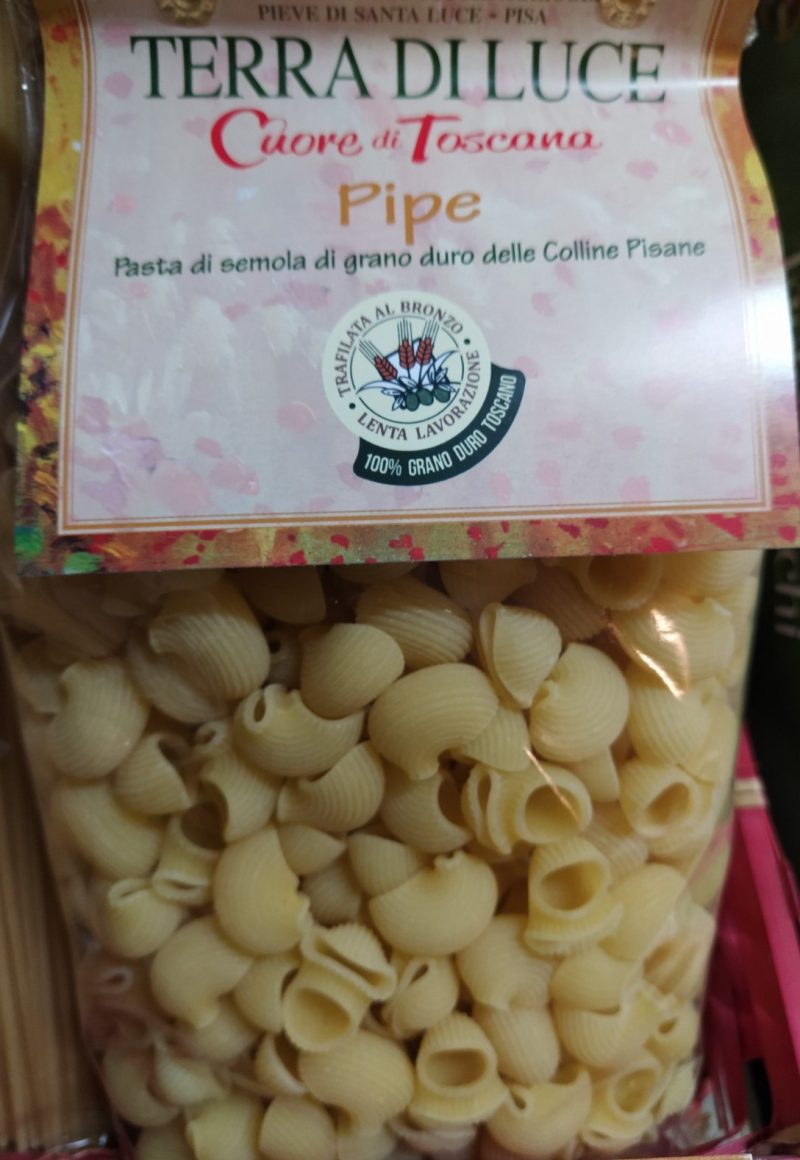 PIEVE DI SANTA LUCE - PISA
TERRA DI LUCE
Cuore di Toscana
Pipe
Pasta di semola di grano duro delle Colline Pisane
TRAFILATA AL BRONZO
• LENTA LAVORAZIONE •
100% GRANO DURO TOSCANO